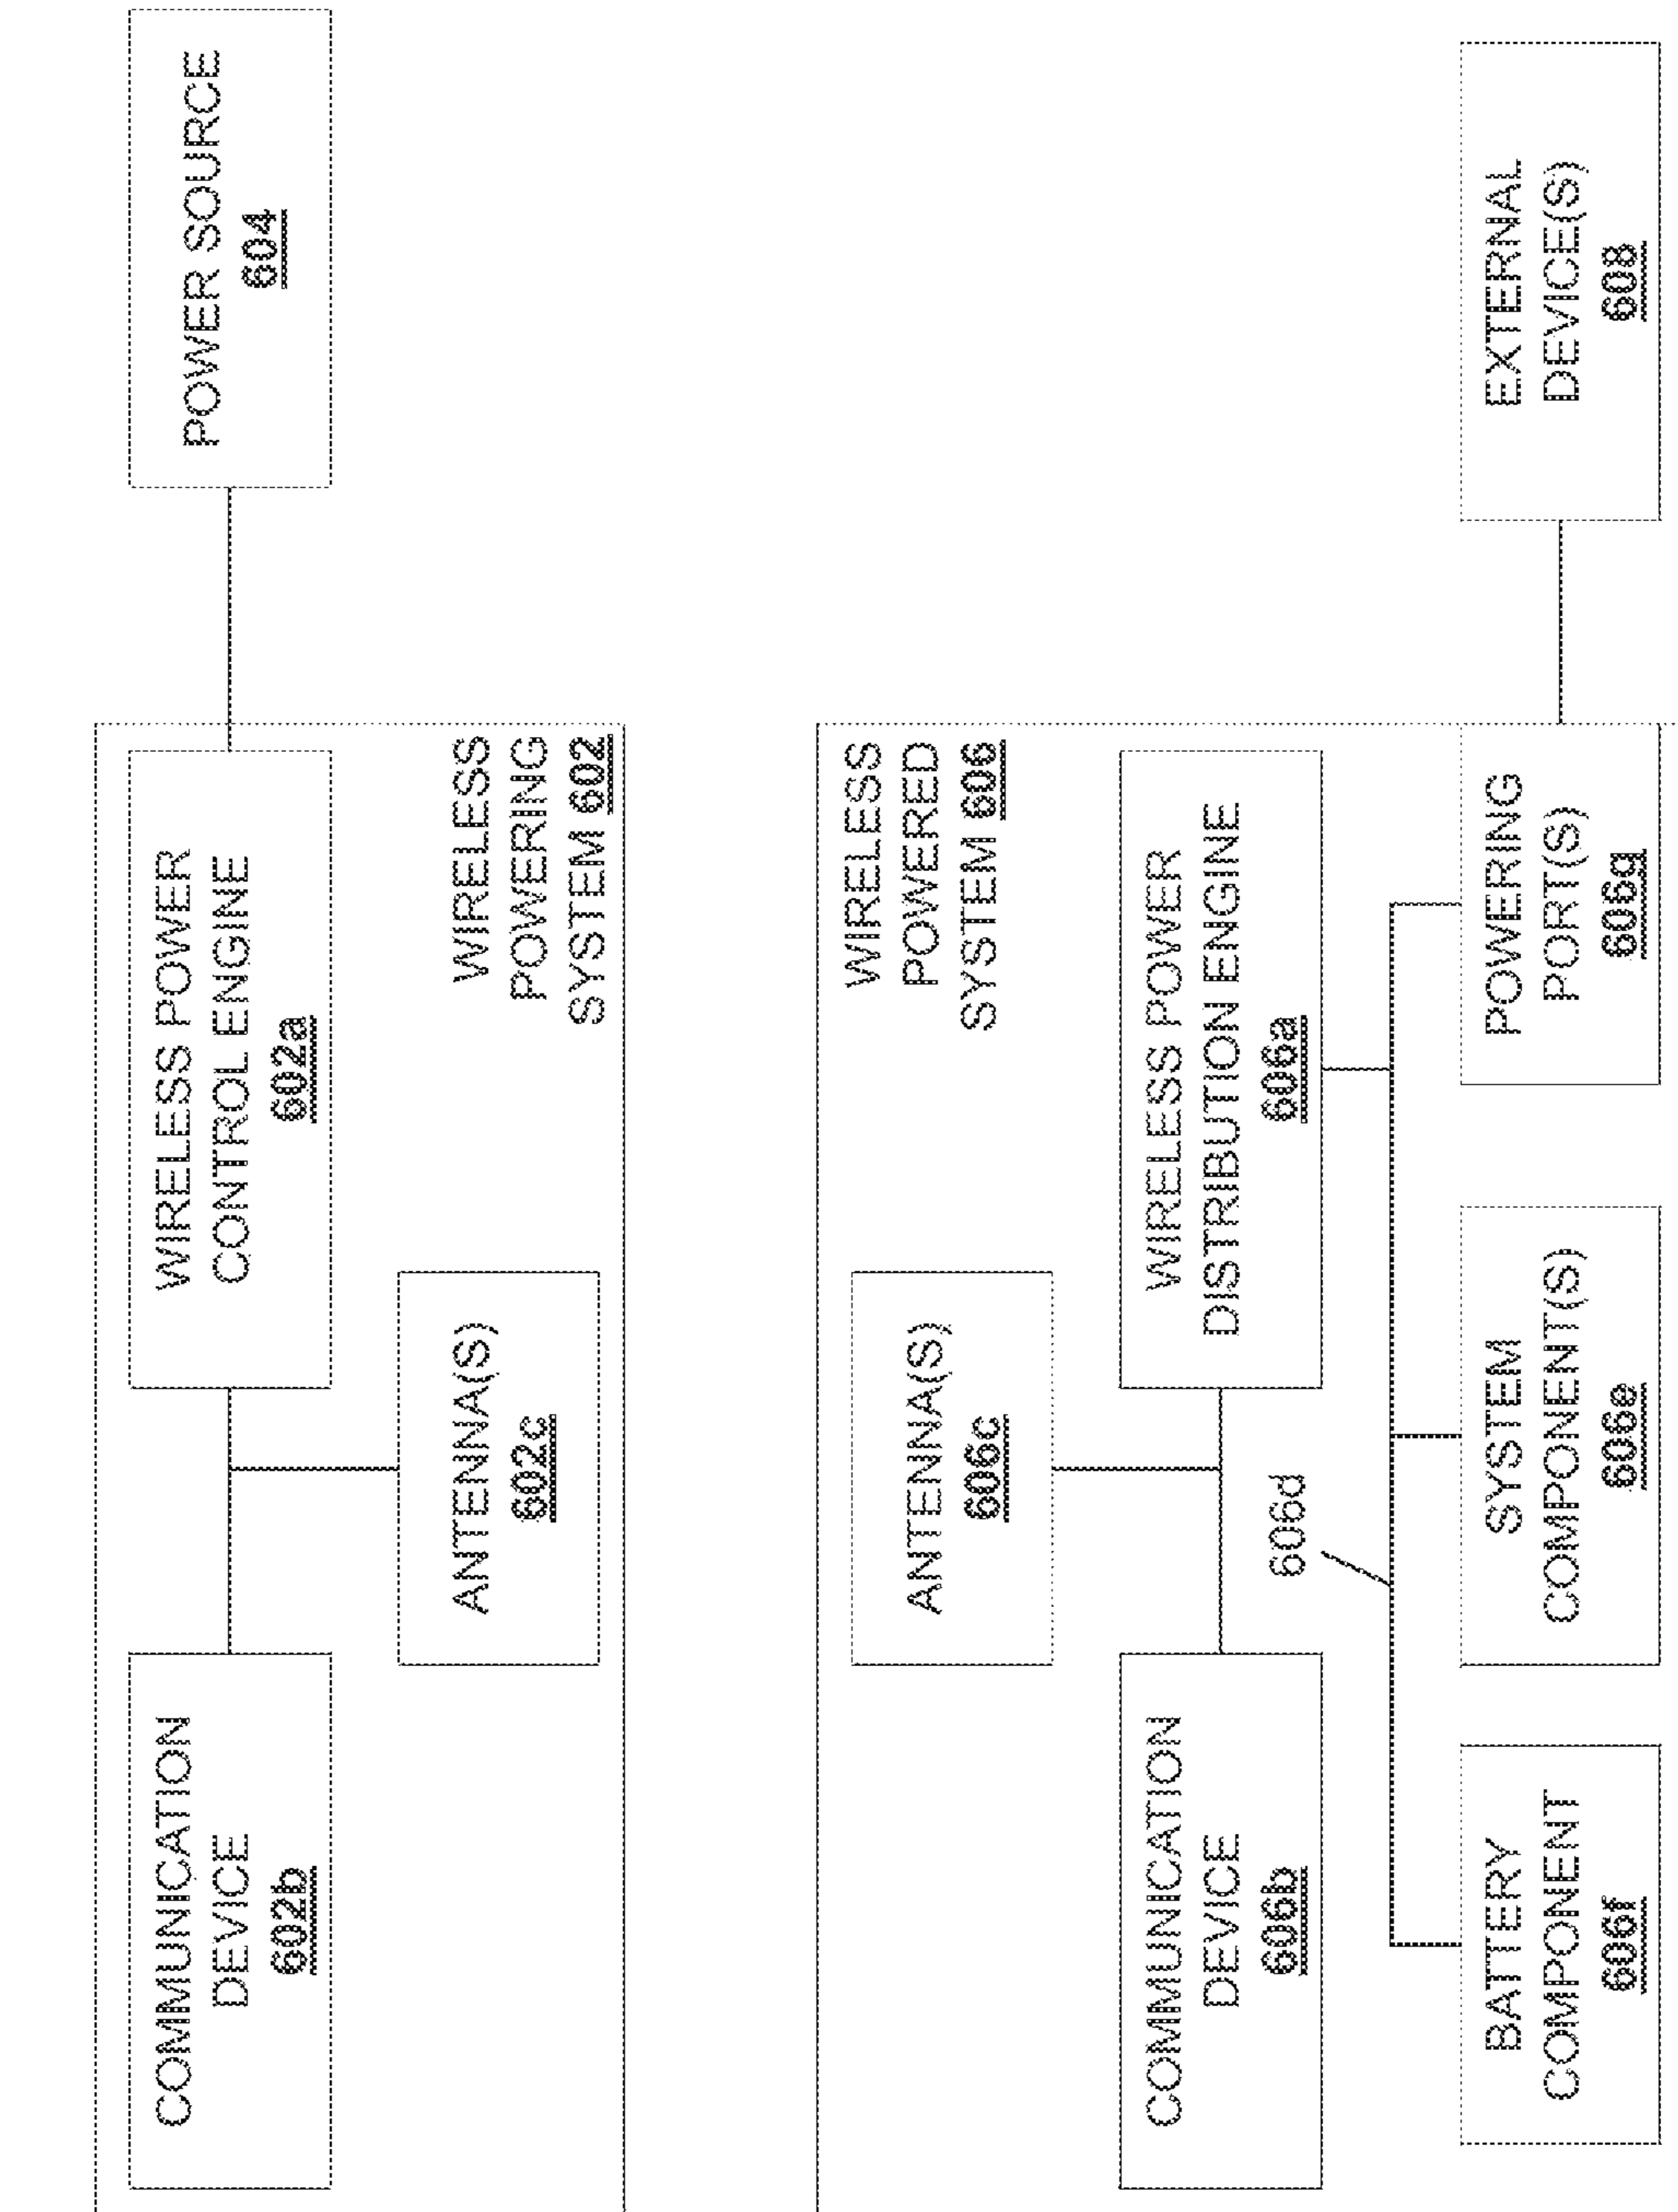 COMMUNICATION
DEVICE
602b
WIRELESS POWER
CONTROL ENGINE
602a
POWER SOURCE
604
ANTENNA(S)
602c
WIRELESS
POWERING
SYSTEM 602
WIRELESS
POWERED
SYSTEM 606
ANTENNA(S)
606c
COMMUNICATION
DEVICE
606b
WIRELESS POWER
DISTRIBUTION ENGINE
606a
606d
BATTERY
COMPONENT
606f
SYSTEM
COMPONENT(S)
606e
POWERING
PORT(S)
606g
EXTERNAL
DEVICE(S)
608